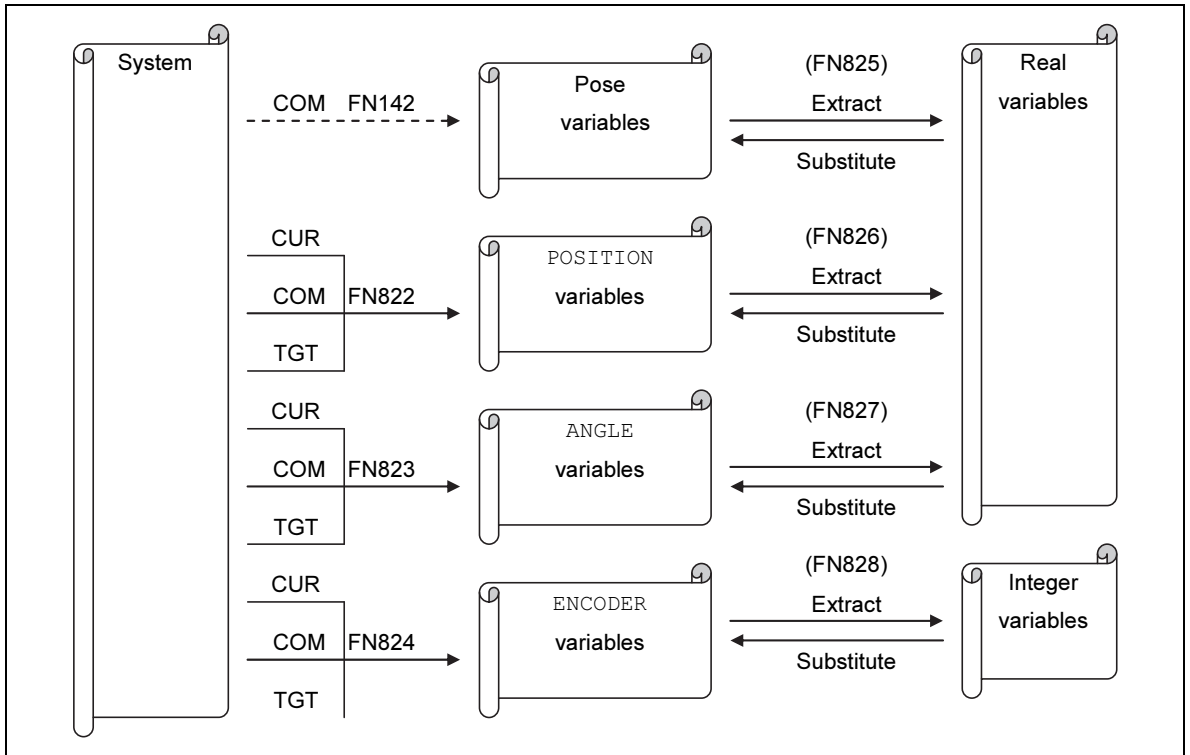 System
COM FN142
Pose
variables
(FN825)
Extract
Substitute
Real
variables
CUR
COM FN822
TGT
POSITION
variables
(FN826)
Extract
Substitute
CUR
COM FN823
TGT
ANGLE
variables
(FN827)
Extract
Substitute
CUR
COM FN824
TGT
ENCODER
variables
(FN828)
Extract
Substitute
Integer
variables